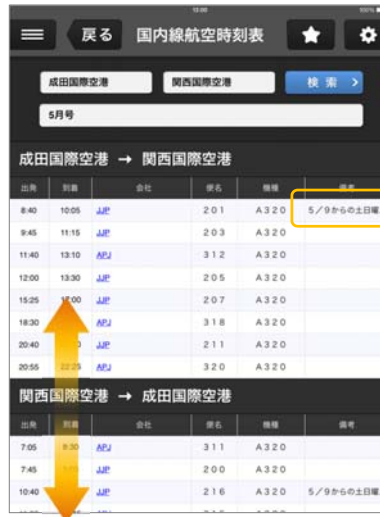 13:00 100%
戻る 国内線航空時刻表
成田国際空港 関西国際空港 検 索
5月号
成田国際空港 → 関西国際空港
出発 到着 会社 便名 機種 備考
8:40 10:05 JJP 201 A320 5/9からの土日曜
9:45 11:15 JJP 203 A320
11:40 13:10 APJ 312 A320
12:00 13:30 JJP 205 A320
15:25 JJP 207 A320
18:30 APJ 318 A320
20:40 JJP 211 A320
20:55 22:25 APJ 320 A320
関西国際空港 → 成田国際空港
出発 到着 会社 便名 機種 備考
7:05 8:30 APJ 311 A320
7:45 JJP 200 A320
10:40 JJP 216 A320 5/9からの土日曜